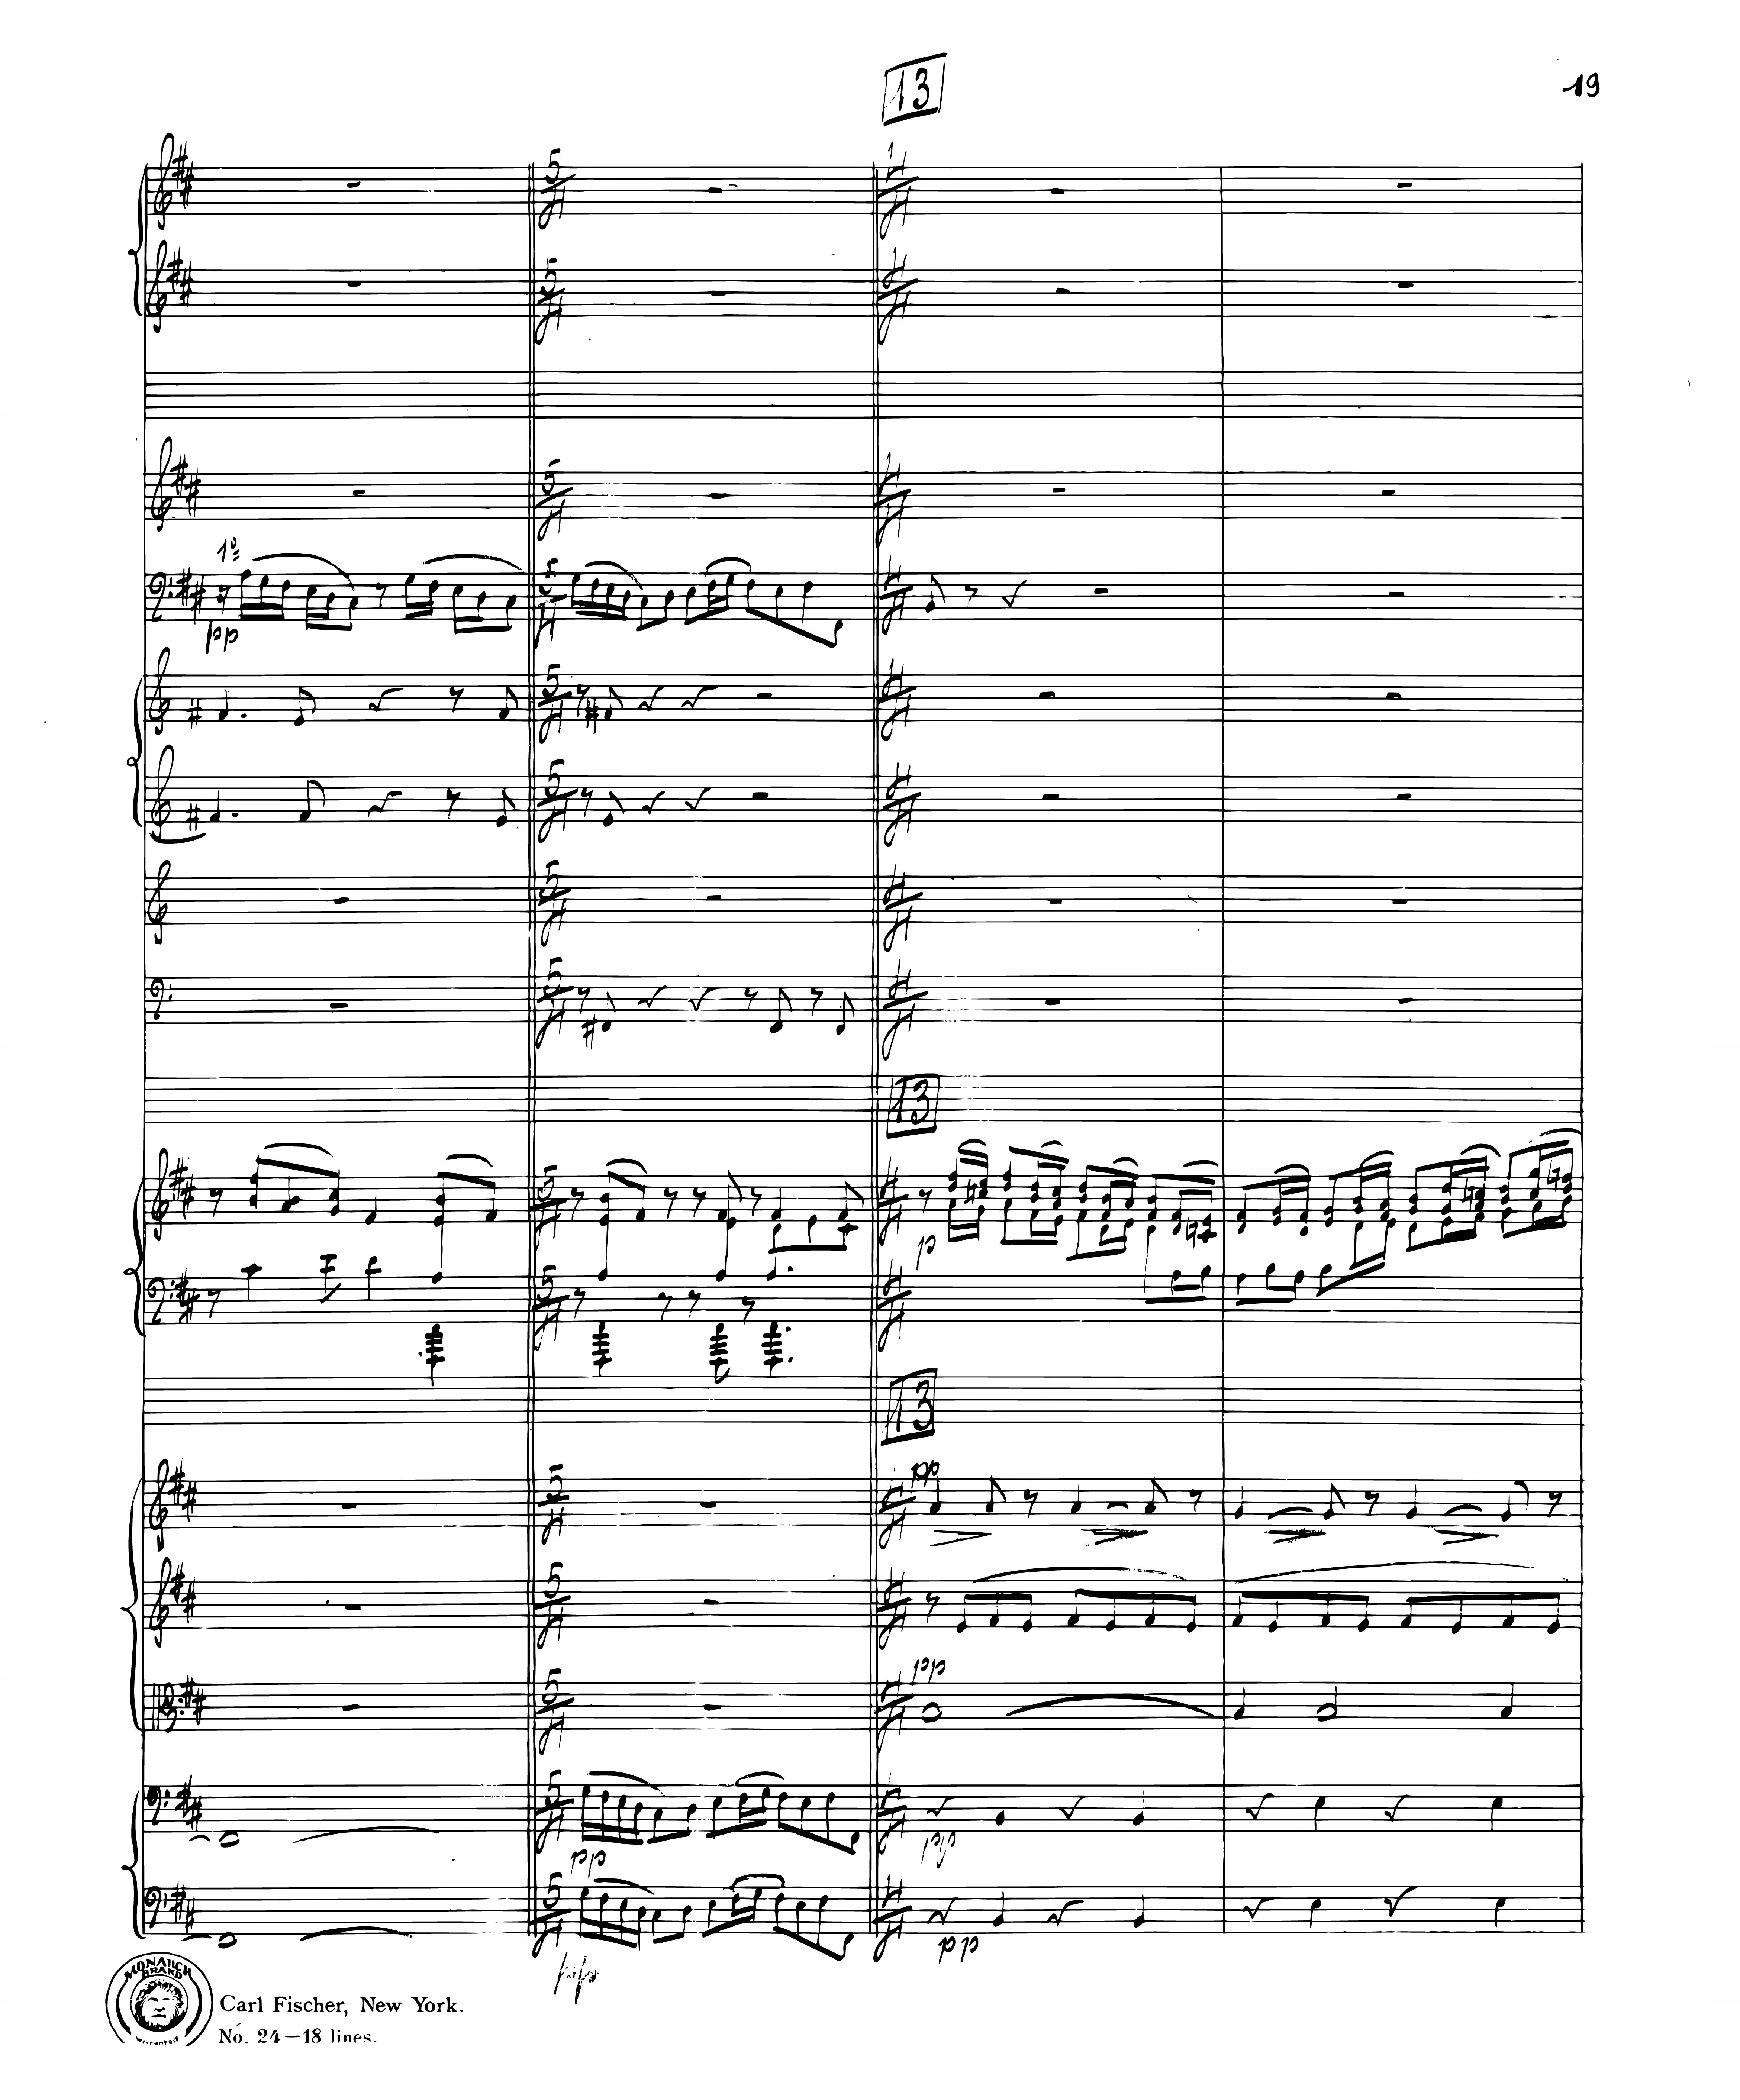 13
19
1º
pp
13
p
13
pp
pp
pp
pp
pp
pp
MONARCH
BRAND
Warranted
Carl Fischer, New York.
No. 24—18 lines.